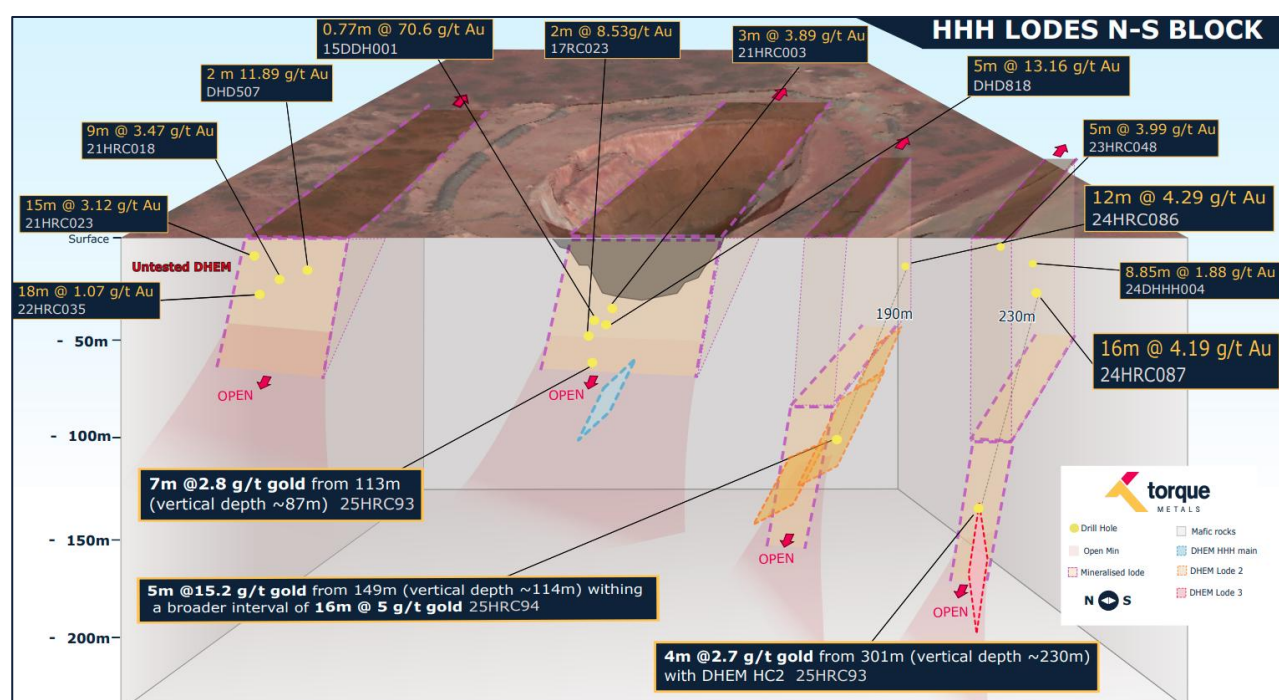 HHH LODES N-S BLOCK
0.77m @ 70.6 g/t Au
15DDH001
2m @ 8.53g/t Au
17RC023
3m @ 3.89 g/t Au
21HRC003
2 m 11.89 g/t Au
DHD507
5m @ 13.16 g/t Au
DHD818
9m @ 3.47 g/t Au
21HRC018
5m @ 3.99 g/t Au
23HRC048
15m @ 3.12 g/t Au
21HRC023
12m @ 4.29 g/t Au
24HRC086
Surface
Untested DHEM
18m @ 1.07 g/t Au
22HRC035
8.85m @ 1.88 g/t Au
24DHHH004
190m
230m
- 50m
16m @ 4.19 g/t Au
24HRC087
OPEN
OPEN
- 100m
7m @2.8 g/t gold from 113m
(vertical depth ~87m) 25HRC93
- 150m
OPEN
5m @15.2 g/t gold from 149m (vertical depth ~114m) withing
a broader interval of 16m @ 5 g/t gold 25HRC94
OPEN
- 200m
4m @2.7 g/t gold from 301m (vertical depth ~230m)
with DHEM HC2 25HRC93
torque
METALS
Drill Hole
Open Min
Mineralised lode
N S
Mafic rocks
DHEM HHH main
DHEM Lode 2
DHEM Lode 3